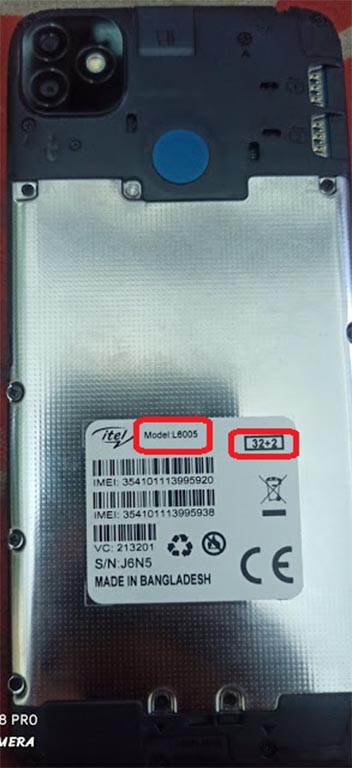 itel
Model:L6005
32+2
IMEI: 354101113995920
IMEI: 354101113995938
VC: 213201
S/N:J6N5
MADE IN BANGLADESH
CE
8 PRO
MERA